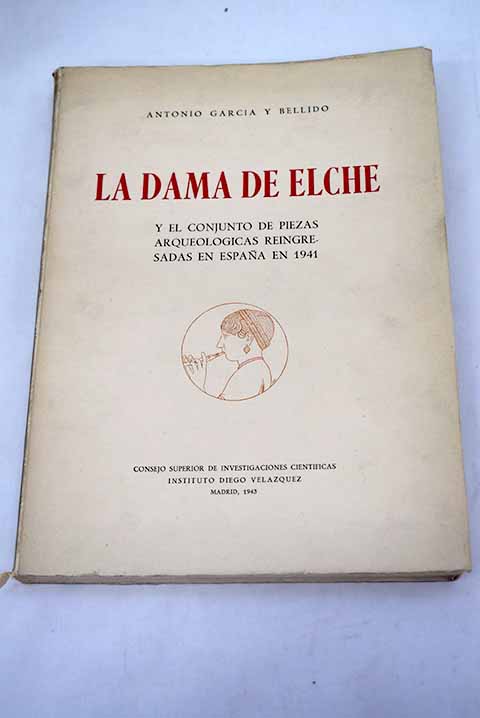 ANTONIO GARCIA Y BELLIDO
LA DAMA DE ELCHE
Y EL CONJUNTO DE PIEZAS
ARQUEOLOGICAS REINGRE-
SADAS EN ESPAÑA EN 1941
CONSEJO SUPERIOR DE INVESTIGACIONES CIENTIFICAS
INSTITUTO DIEGO VELAZQUEZ
MADRID, 1943